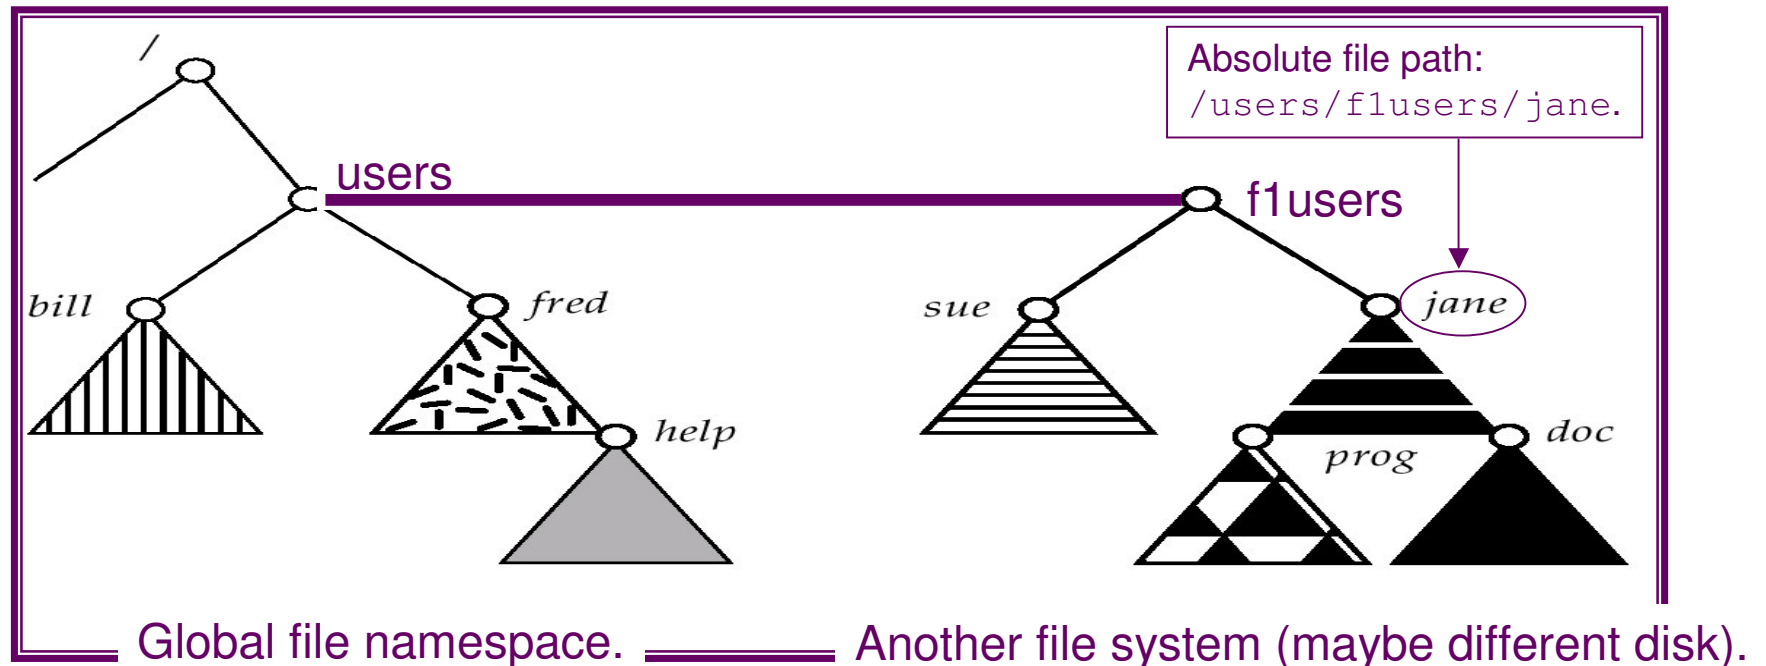 /
Absolute file path:
/users/f1users/jane.
users
f1users
bill
fred
sue
jane
help
prog
doc
Global file namespace.
Another file system (maybe different disk).